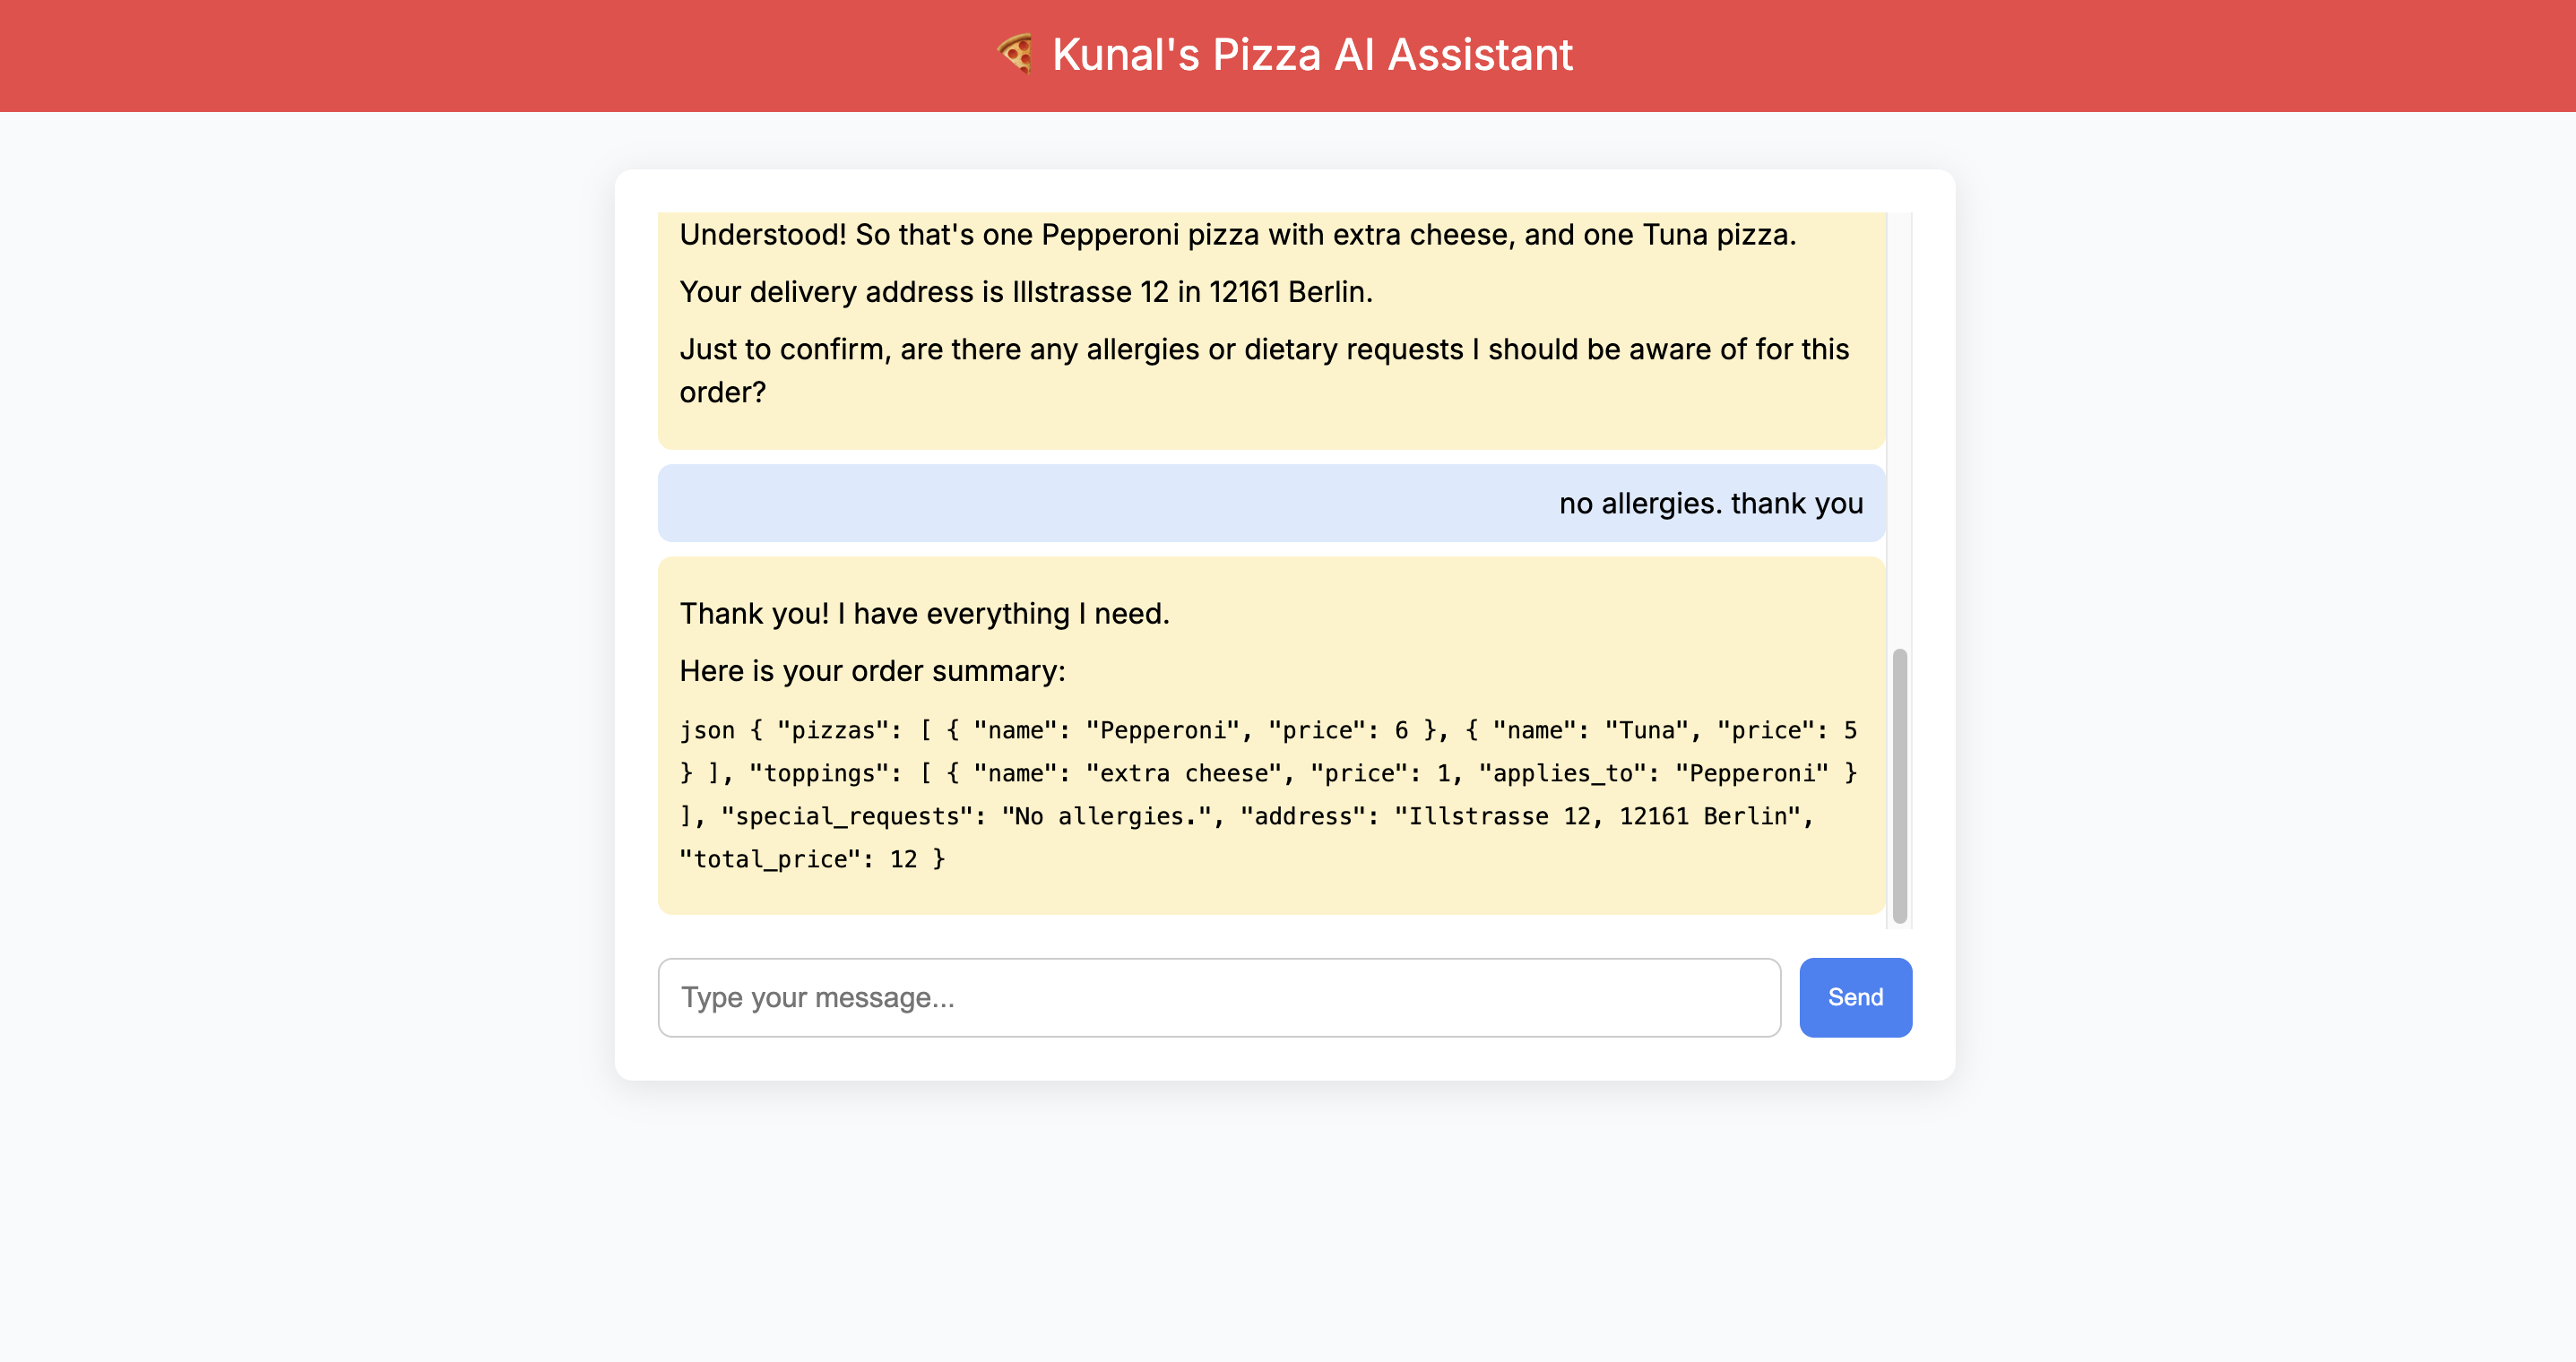 🍕 Kunal's Pizza AI Assistant
Understood! So that's one Pepperoni pizza with extra cheese, and one Tuna pizza.
Your delivery address is Illstrasse 12 in 12161 Berlin.
Just to confirm, are there any allergies or dietary requests I should be aware of for this
order?
no allergies. thank you
Thank you! I have everything I need.
Here is your order summary:
json { "pizzas": [ { "name": "Pepperoni", "price": 6 }, { "name": "Tuna", "price": 5
} ], "toppings": [ { "name": "extra cheese", "price": 1, "applies_to": "Pepperoni" }
], "special_requests": "No allergies.", "address": "Illstrasse 12, 12161 Berlin",
"total_price": 12 }
Type your message...
Send